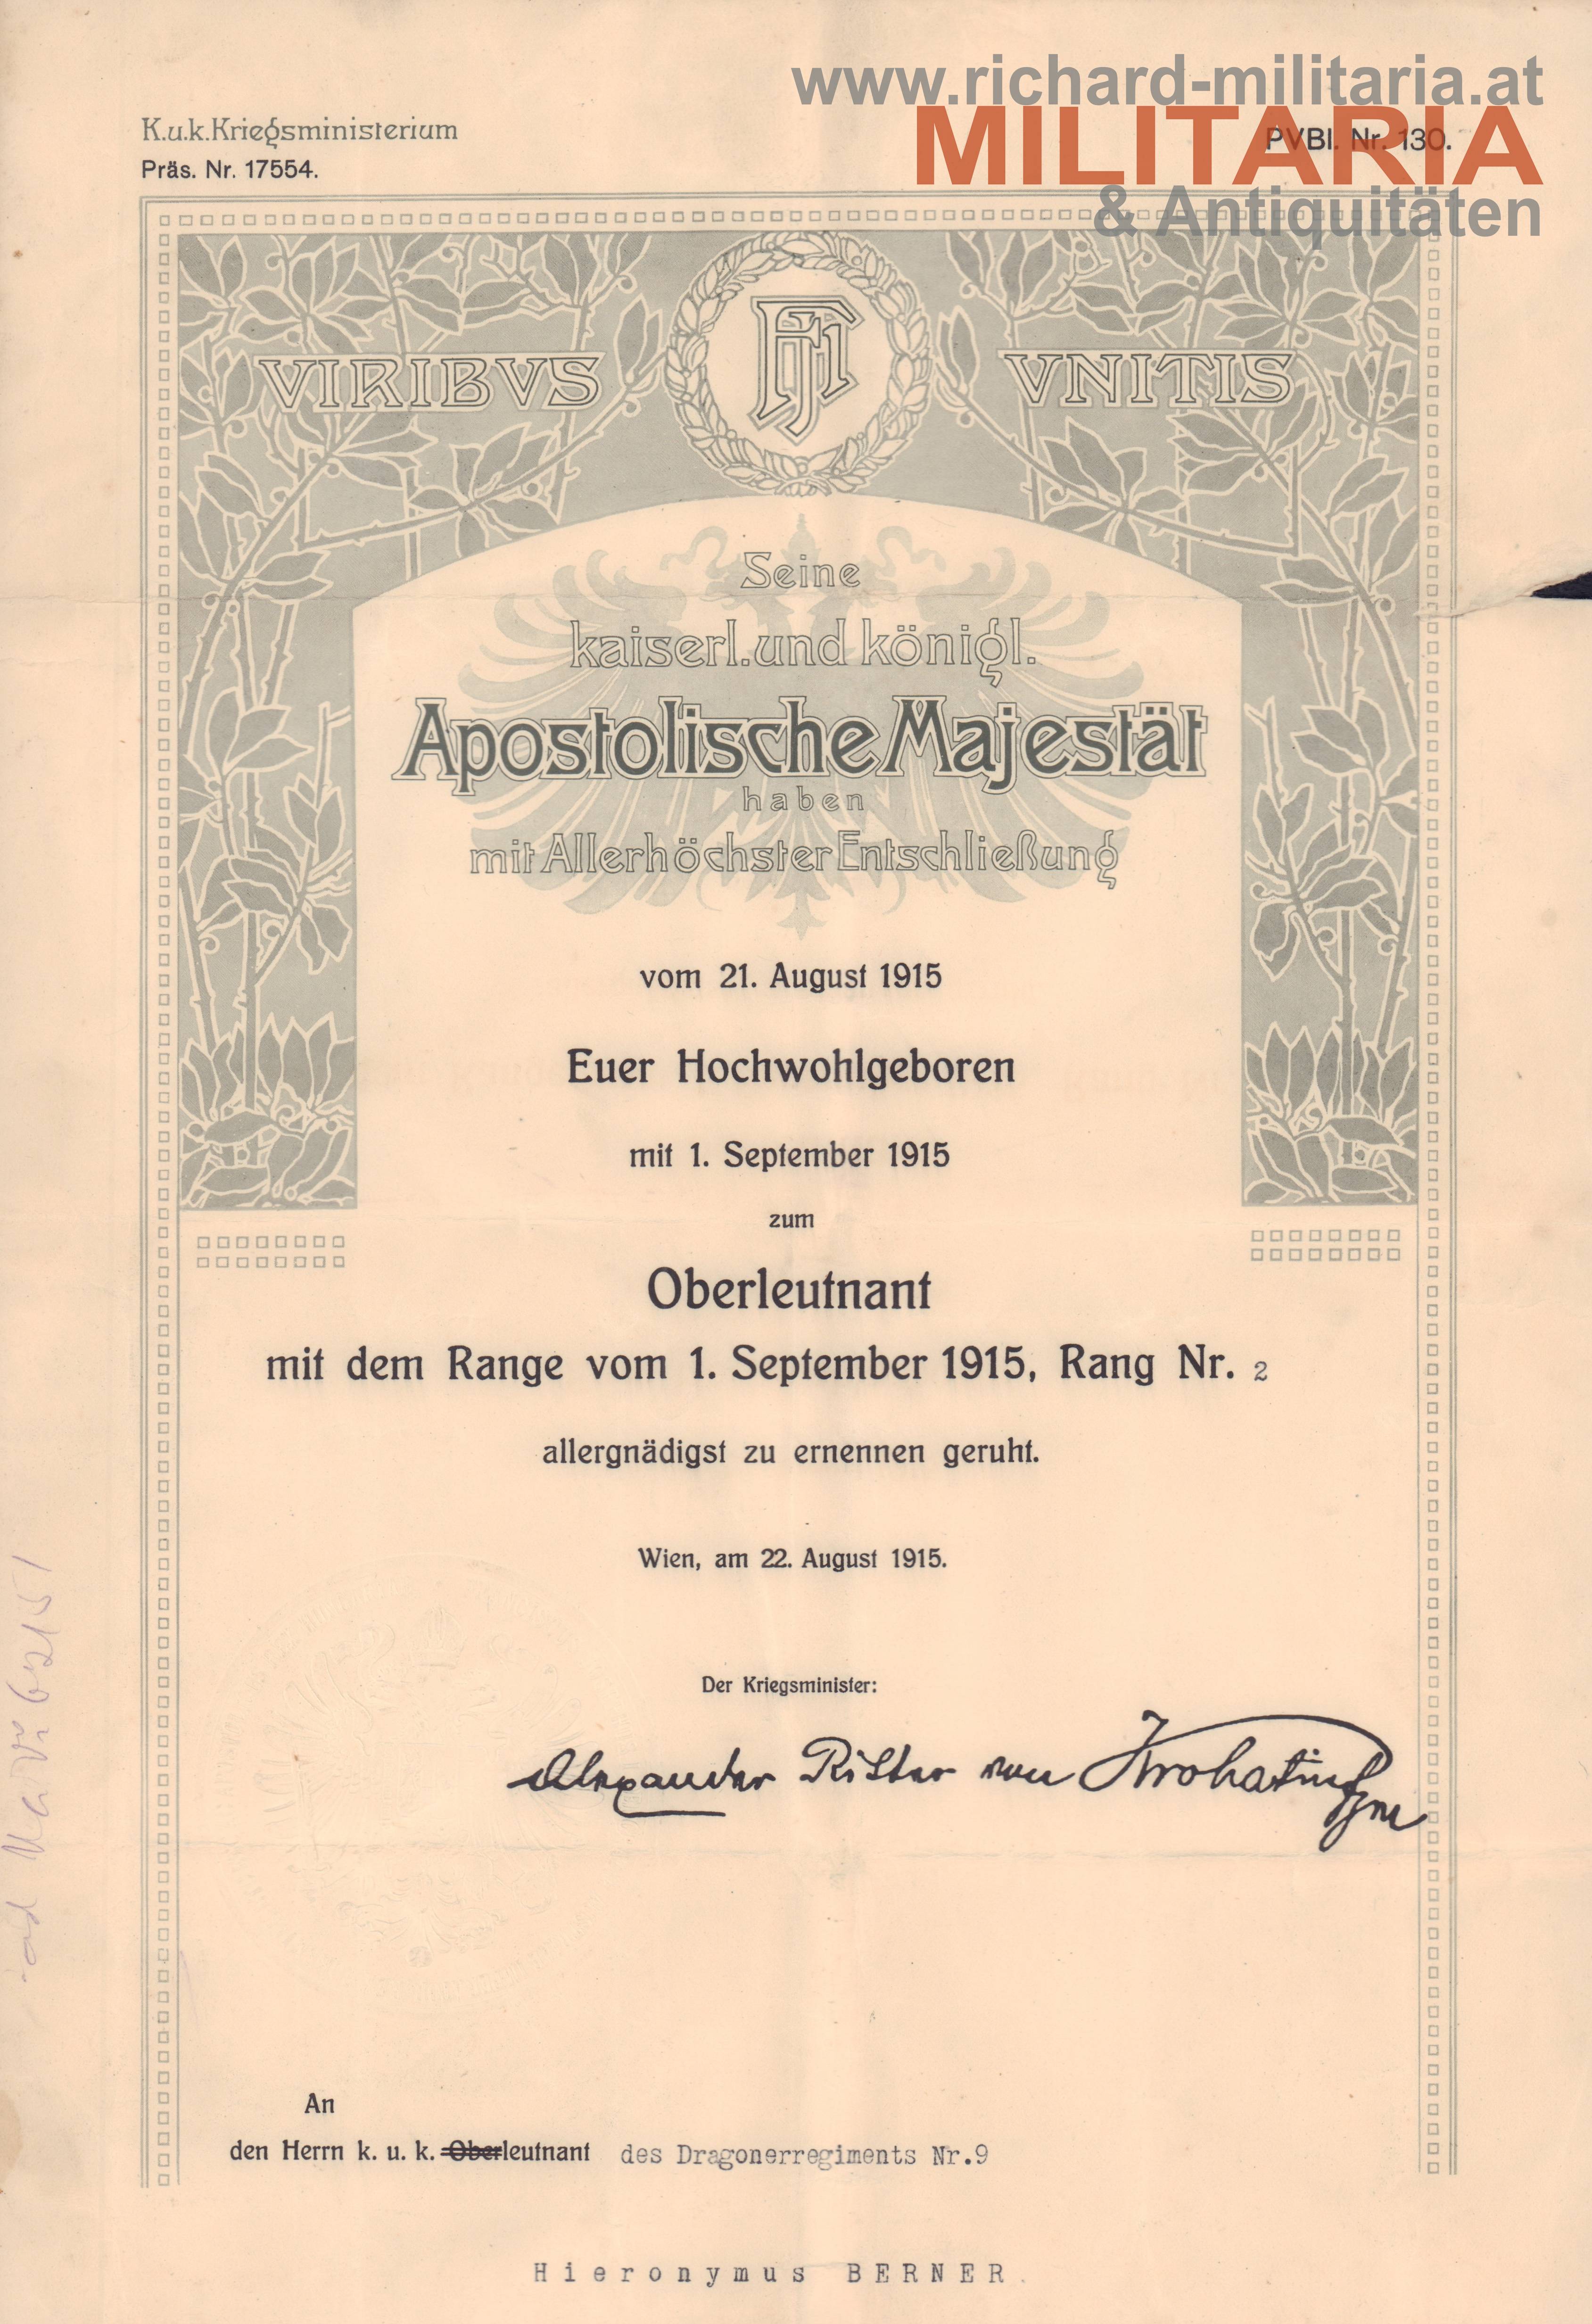 www.richard-militaria.at
MILITARIA
& Antiquitäten
K.u.k.Kriegsministerium
PVBl. Nr. 130.
Präs. Nr. 17554.
VIRIBVS FJI VNITIS
Seine
kaiserl.und königl.
Apostolische Majestät
haben
mit Allerhöchster Entschließung
vom 21. August 1915
Euer Hochwohlgeboren
mit 1. September 1915
zum
Oberleutnant
mit dem Range vom 1. September 1915, Rang Nr. 2
allergnädigst zu ernennen geruht.
Wien, am 22. August 1915.
Der Kriegsminister:
Alexander Ritter von Krobatin
An
den Herrn k. u. k. Oberleutnant des Dragonerregiments Nr.9
Hieronymus BERNER